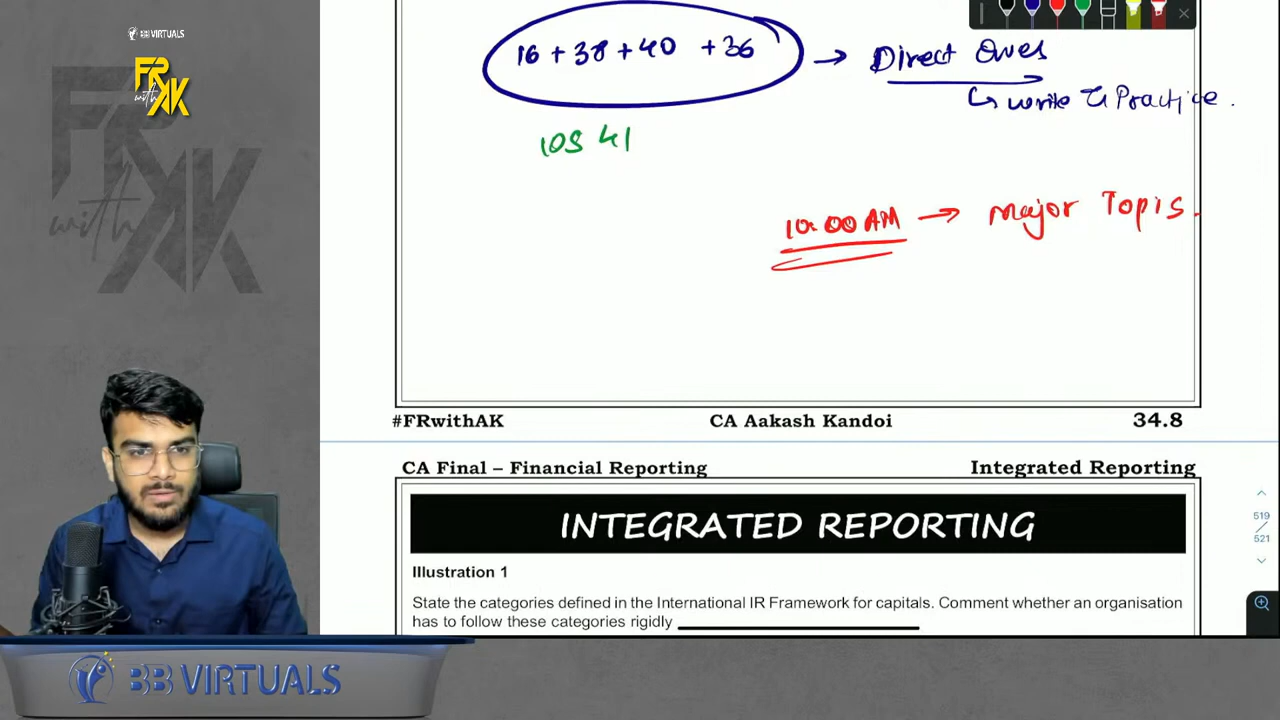 BB VIRTUALS
FR
with
AK
FR
with
AK
16 + 38 + 40 + 36 → Direct Ques
↳ write & Practice.
10:00 AM → Major Topis.
#FRwithAK CA Aakash Kandoi 34.8
CA Final – Financial Reporting Integrated Reporting
INTEGRATED REPORTING
Illustration 1
State the categories defined in the International IR Framework for capitals. Comment whether an organisation
has to follow these categories rigidly
519
521
BB VIRTUALS